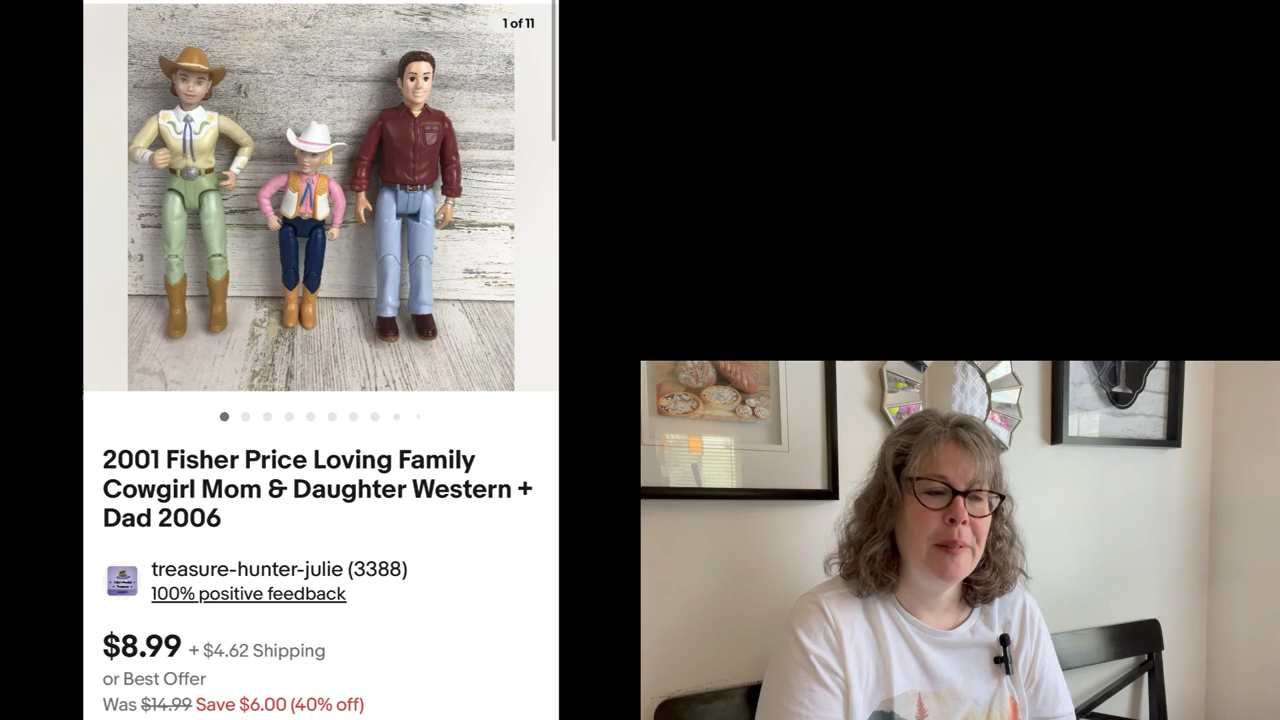 1 of 11
2001 Fisher Price Loving Family
Cowgirl Mom & Daughter Western +
Dad 2006
treasure-hunter-julie (3388)
100% positive feedback
$8.99 + $4.62 Shipping
or Best Offer
Was $14.99 Save $6.00 (40% off)